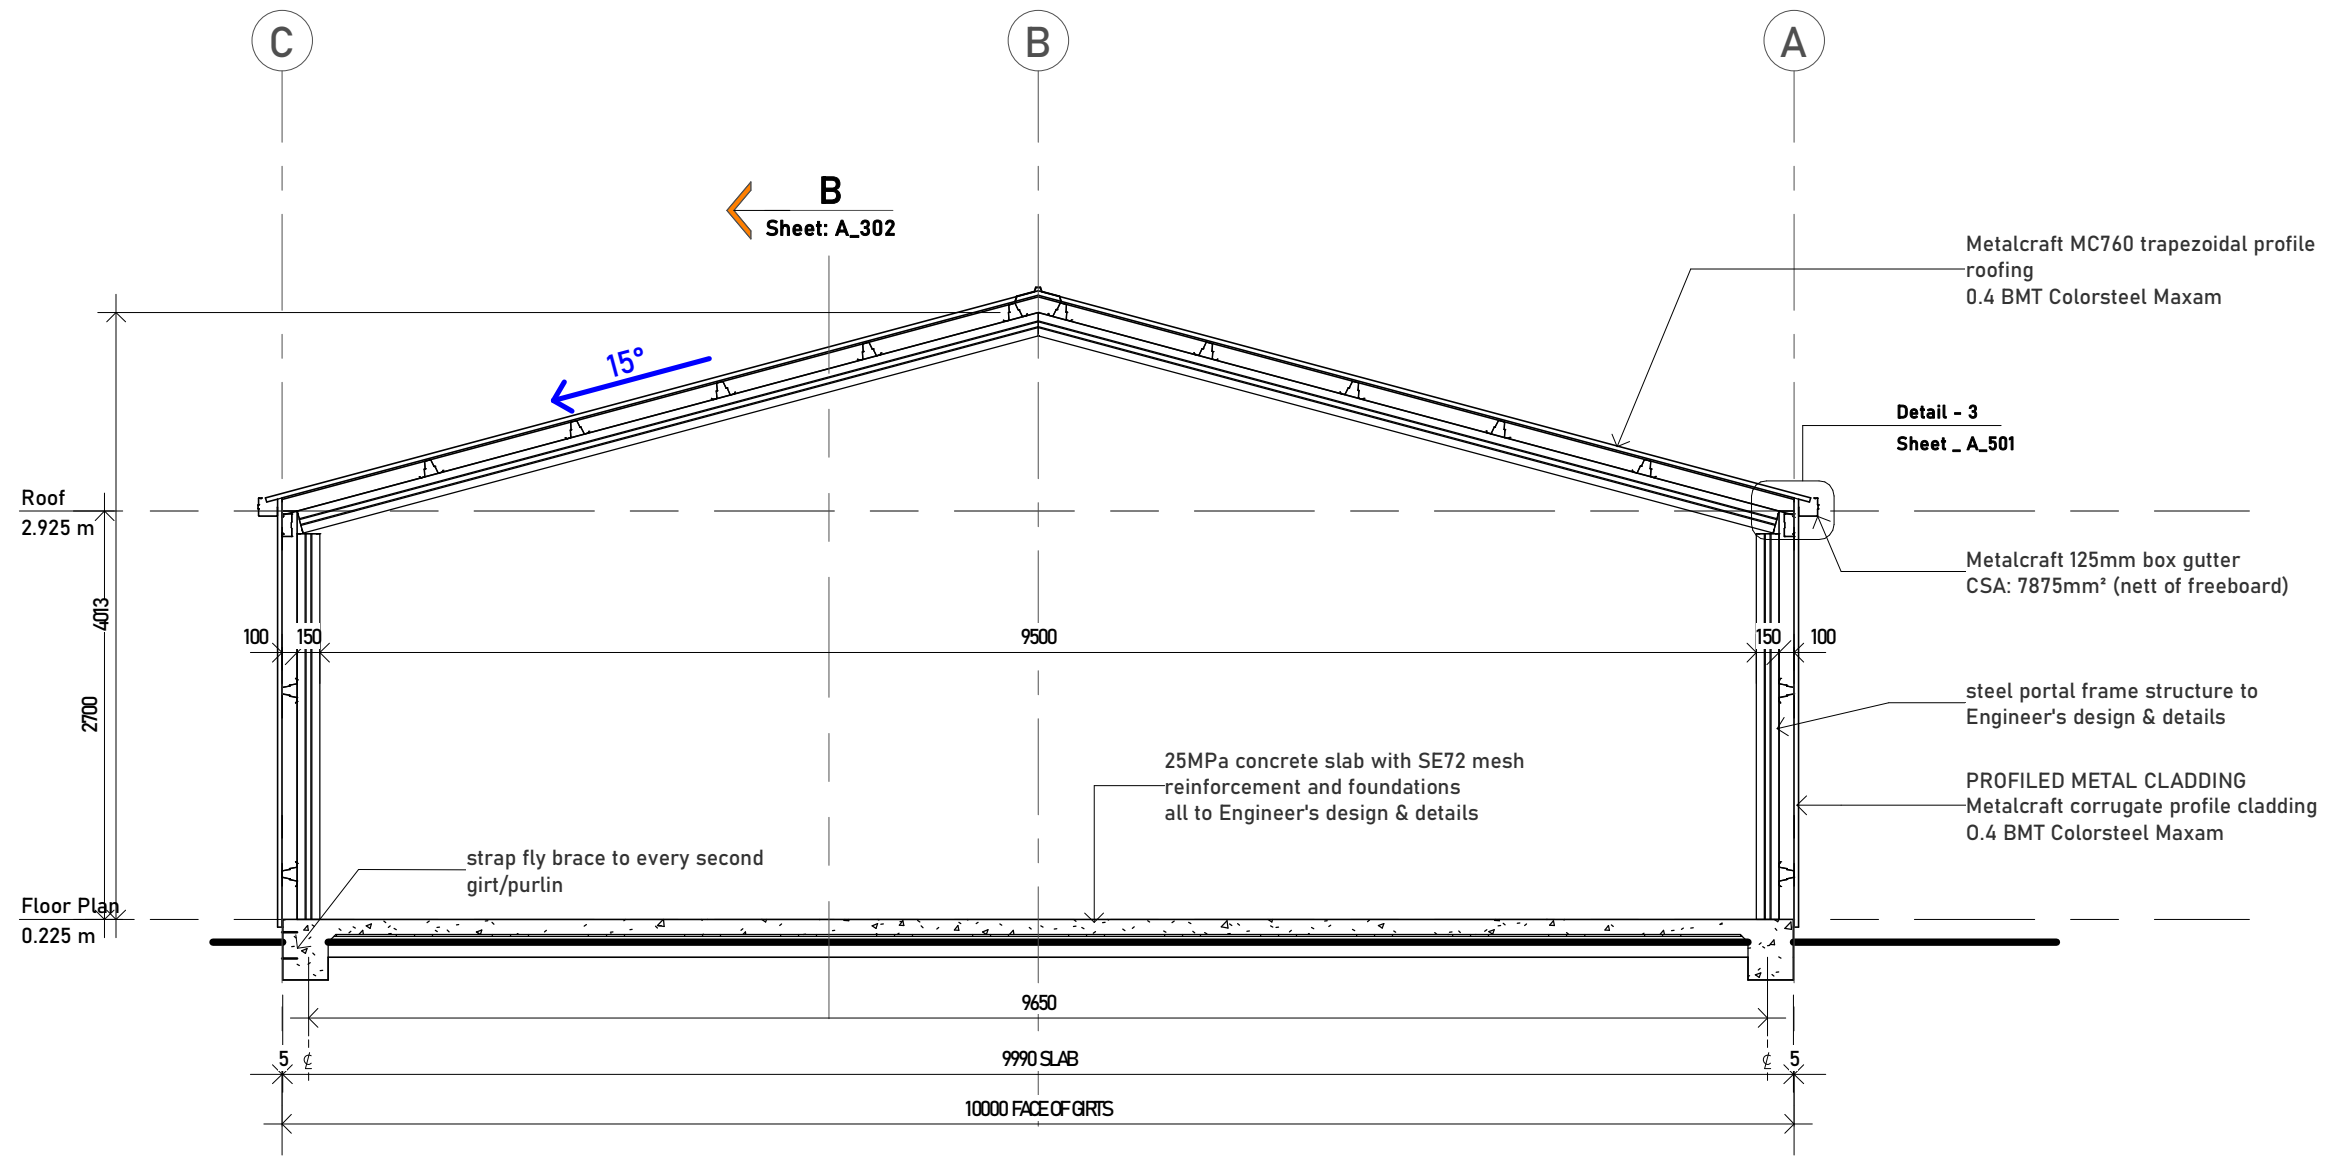 C
B
A
B
Sheet: A_302
Metalcraft MC760 trapezoidal profile
roofing
0.4 BMT Colorsteel Maxam
15°
Detail - 3
Sheet _ A_501
Roof
2.925 m
Metalcraft 125mm box gutter
CSA: 7875mm² (nett of freeboard)
4013
100
150
9500
150
100
2700
steel portal frame structure to
Engineer's design & details
25MPa concrete slab with SE72 mesh
reinforcement and foundations
all to Engineer's design & details
PROFILED METAL CLADDING
Metalcraft corrugate profile cladding
0.4 BMT Colorsteel Maxam
strap fly brace to every second
girt/purlin
Floor Plan
0.225 m
9650
5
℄
9990 SLAB
℄
5
10000 FACE OF GIRTS